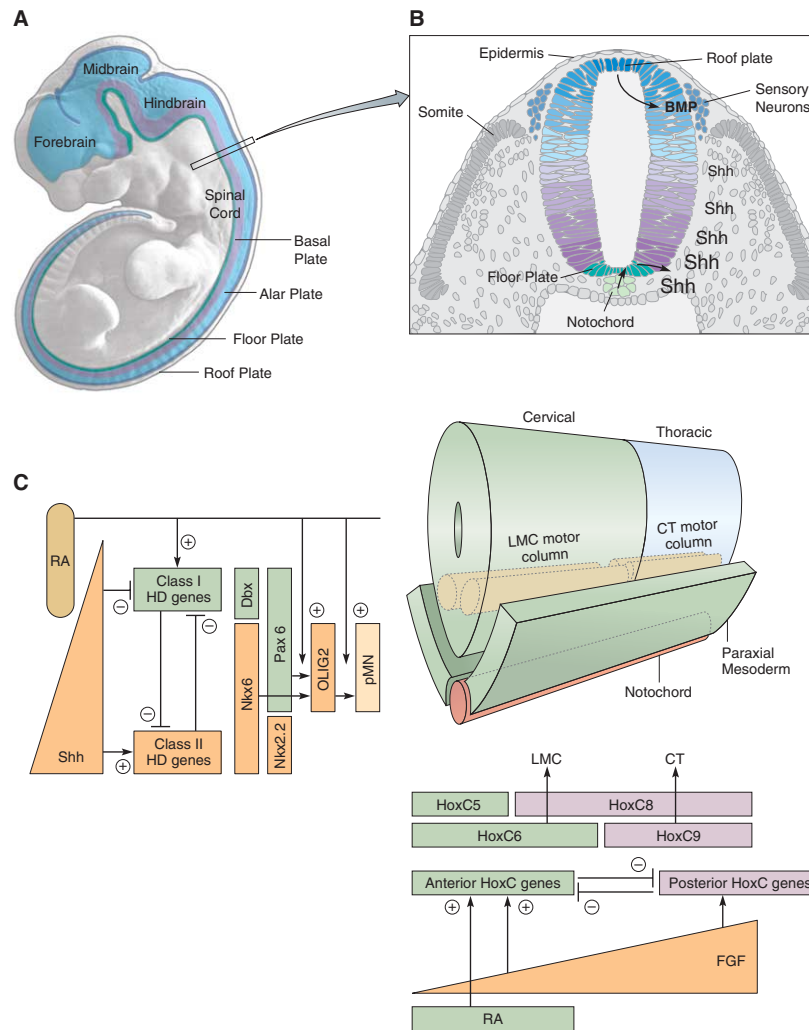 A
Midbrain
Hindbrain
Forebrain
Spinal
Cord
Basal
Plate
Alar Plate
Floor Plate
Roof Plate
B
Epidermis
Roof plate
BMP
Sensory
Neurons
Somite
Shh
Shh
Shh
Shh
Shh
Floor Plate
Notochord
C
RA
Shh
+
Class I
HD genes
−
−
−
Class II
HD genes
+
Dbx
Nkx6
Pax 6
Nkx2.2
+
OLIG2
+
pMN
Cervical
Thoracic
LMC motor
column
CT motor
column
Paraxial
Mesoderm
Notochord
LMC
CT
HoxC5
HoxC8
HoxC6
HoxC9
Anterior HoxC genes
−
−
Posterior HoxC genes
+
+
FGF
RA